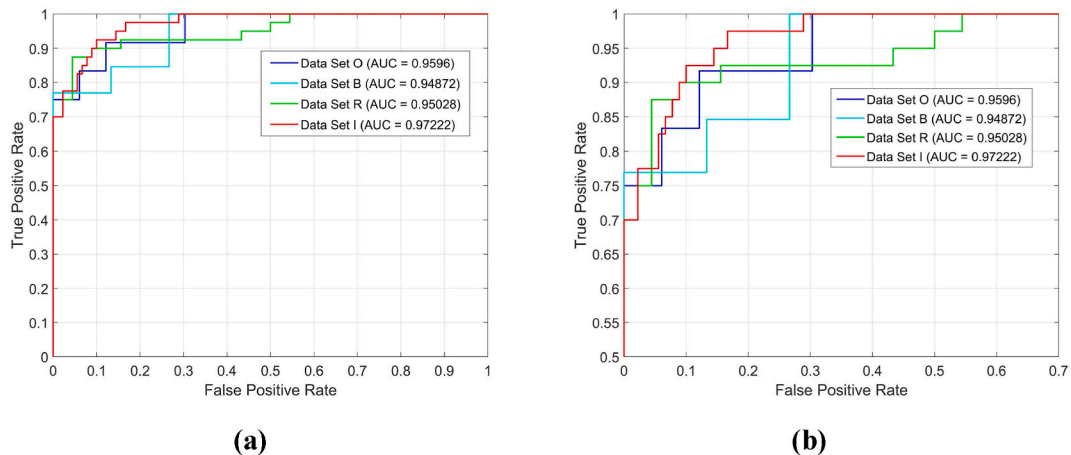 1
0.9
0.8
0.7
0.6
0.5
0.4
0.3
0.2
0.1
0
True Positive Rate
Data Set O (AUC = 0.9596)
Data Set B (AUC = 0.94872)
Data Set R (AUC = 0.95028)
Data Set I (AUC = 0.97222)
0 0.1 0.2 0.3 0.4 0.5 0.6 0.7 0.8 0.9 1
False Positive Rate
(a)
1
0.95
0.9
0.85
0.8
0.75
0.7
0.65
0.6
0.55
0.5
True Positive Rate
Data Set O (AUC = 0.9596)
Data Set B (AUC = 0.94872)
Data Set R (AUC = 0.95028)
Data Set I (AUC = 0.97222)
0 0.1 0.2 0.3 0.4 0.5 0.6 0.7
False Positive Rate
(b)